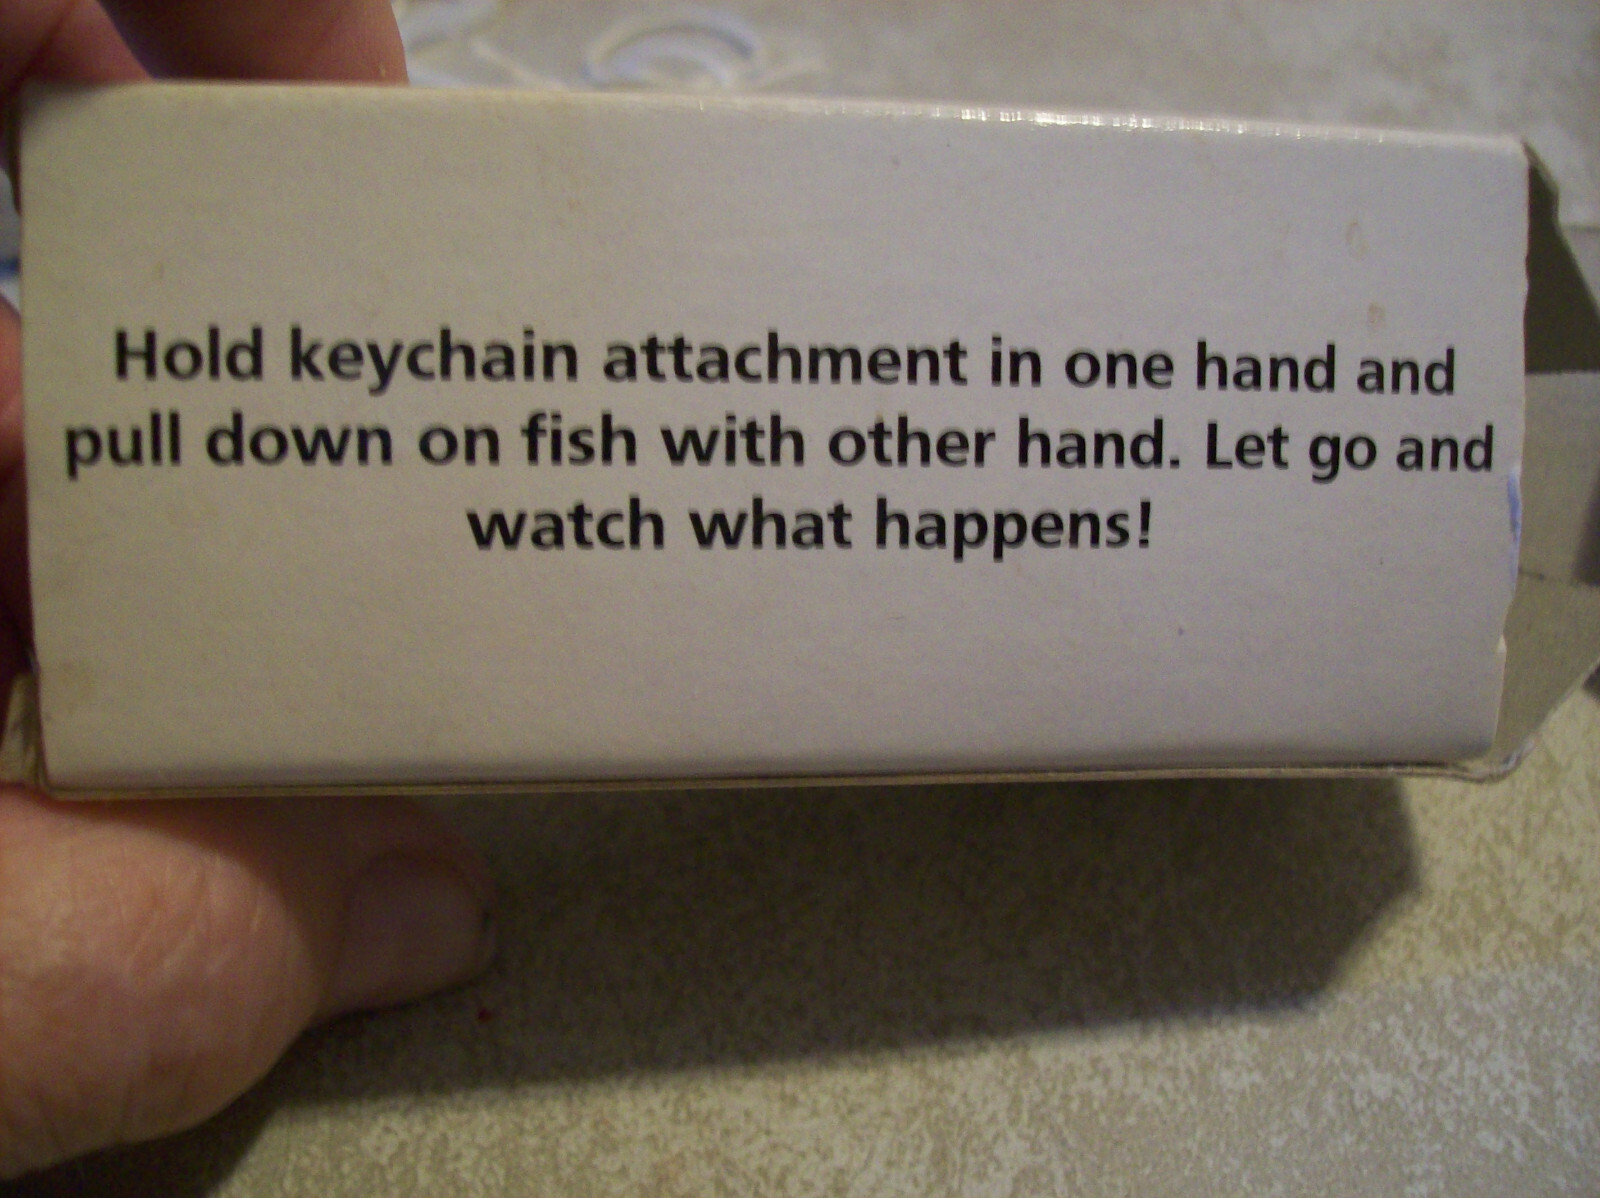 Hold keychain attachment in one hand and
pull down on fish with other hand. Let go and
watch what happens!